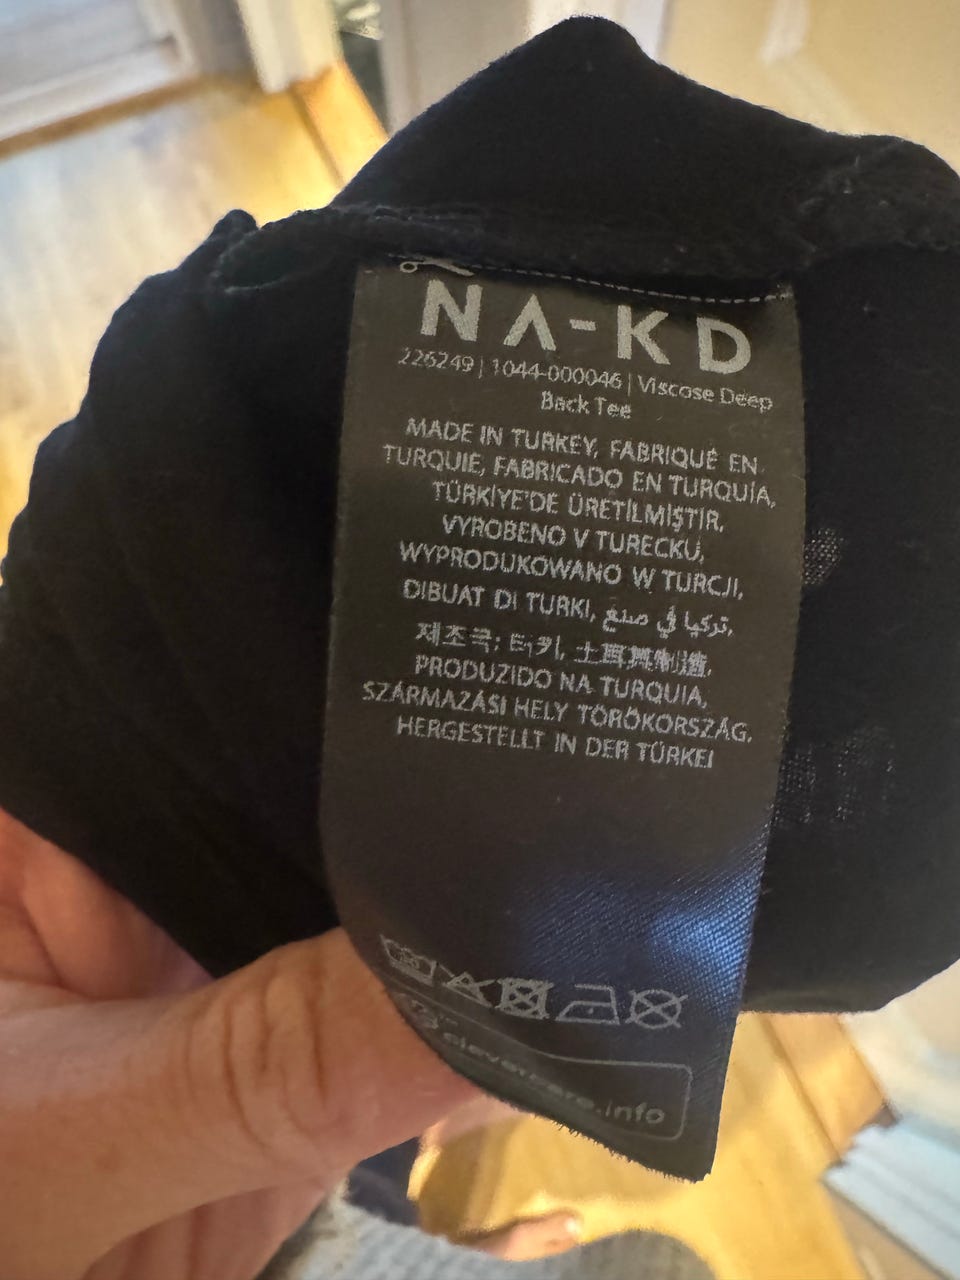 NA-KD
226249 | 1044-000046 | Viscose Deep
Back Tee
MADE IN TURKEY, FABRIQUÉ EN
TURQUIE, FABRICADO EN TURQUÍA,
TÜRKİYE'DE ÜRETİLMİŞTİR,
VYROBENO V TURECKU,
WYPRODUKOWANO W TURCJI,
DIBUAT DI TURKI, تركيا في صنع,
제조국: 터키, 土耳其制造,
PRODUZIDO NA TURQUIA,
SZÁRMAZÁSI HELY TÖRÖKORSZÁG,
HERGESTELLT IN DER TÜRKEI
30
clevercare.info